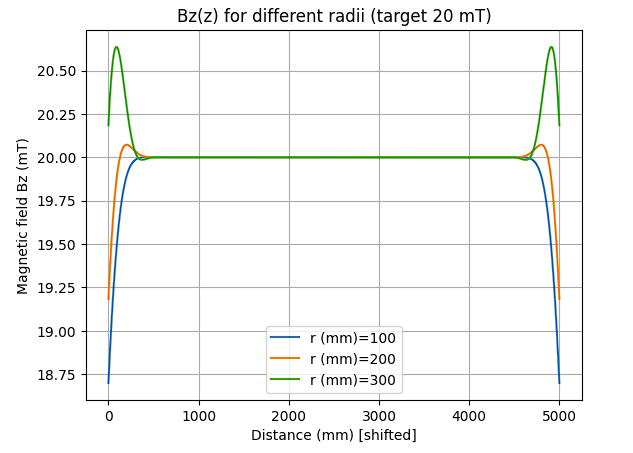 Bz(z) for different radii (target 20 mT)
Magnetic field Bz (mT)
20.50
20.25
20.00
19.75
19.50
19.25
19.00
18.75
r (mm)=100
r (mm)=200
r (mm)=300
0
1000
2000
3000
4000
5000
Distance (mm) [shifted]